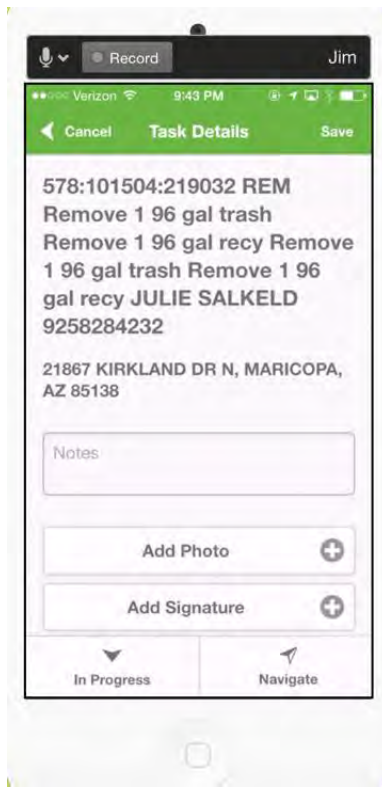 Record
Jim
Verizon 9:43 PM
Cancel Task Details Save
578:101504:219032 REM
Remove 1 96 gal trash
Remove 1 96 gal recy Remove
1 96 gal trash Remove 1 96
gal recy JULIE SALKELD
9258284232
21867 KIRKLAND DR N, MARICOPA,
AZ 85138
Notes
Add Photo
Add Signature
In Progress
Navigate